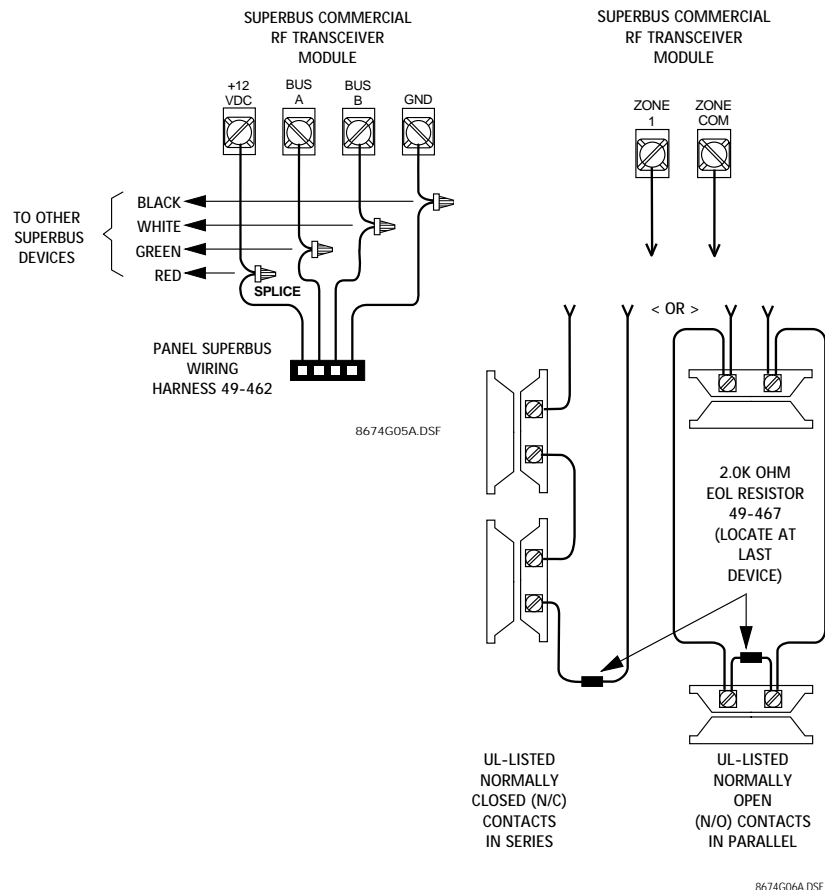 SUPERBUS COMMERCIAL
RF TRANSCEIVER
MODULE
+12
VDC
BUS
A
BUS
B
GND
BLACK
WHITE
GREEN
RED
TO OTHER
SUPERBUS
DEVICES
SPLICE
PANEL SUPERBUS
WIRING
HARNESS 49-462
8674G05A.DSF
SUPERBUS COMMERCIAL
RF TRANSCEIVER
MODULE
ZONE
1
ZONE
COM
< OR >
2.0K OHM
EOL RESISTOR
49-467
(LOCATE AT
LAST
DEVICE)
UL-LISTED
NORMALLY
CLOSED (N/C)
CONTACTS
IN SERIES
UL-LISTED
NORMALLY
OPEN
(N/O) CONTACTS
IN PARALLEL
8674G06A.DSF